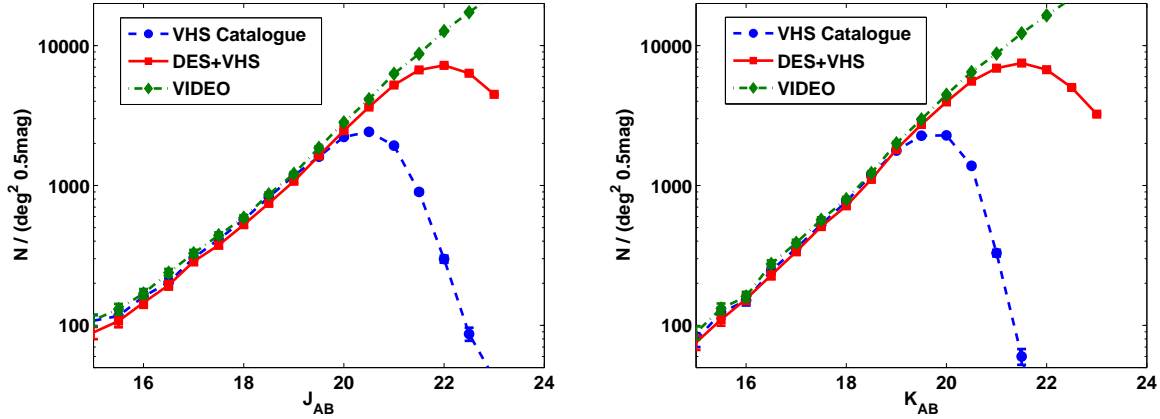 10000
1000
100
N / (deg² 0.5mag)
VHS Catalogue
DES+VHS
VIDEO
16 18 20 22 24
J_AB
10000
1000
100
N / (deg² 0.5mag)
VHS Catalogue
DES+VHS
VIDEO
16 18 20 22 24
K_AB